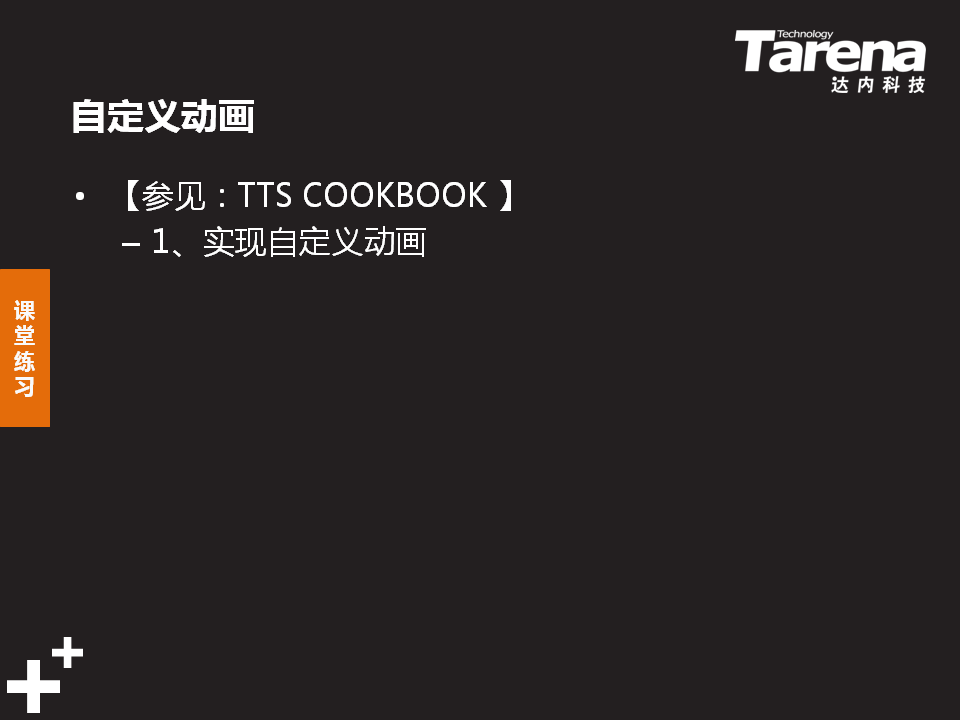 Technology
Tarena
达内科技
自定义动画
• 【参见：TTS COOKBOOK 】
– 1、实现自定义动画
课
堂
练
习